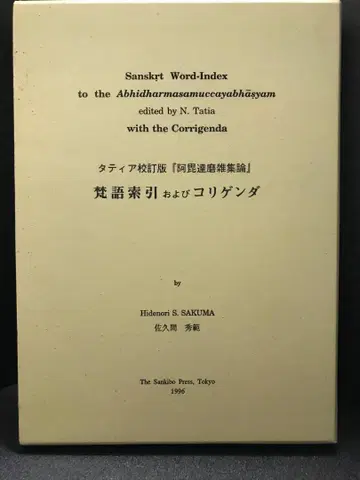 Sanskṛt Word-Index
to the Abhidharmasamuccayabhāṣyam
edited by N. Tatia
with the Corrigenda
タティア校訂版『阿毘達磨雑集論』
梵語索引およびコリゲンダ
by
Hidenori S. SAKUMA
佐久間 秀範
The Sankibo Press, Tokyo
1996